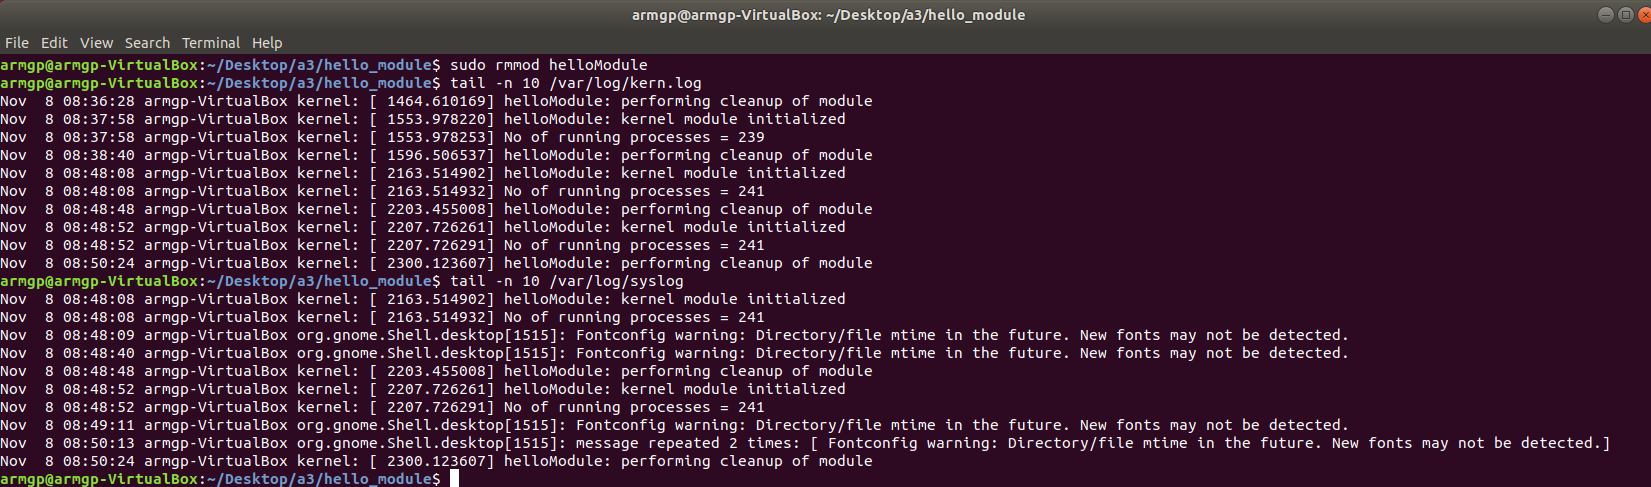 armgp@armgp-VirtualBox: ~/Desktop/a3/hello_module
File Edit View Search Terminal Help
armgp@armgp-VirtualBox:~/Desktop/a3/hello_module$ sudo rmmod helloModule
armgp@armgp-VirtualBox:~/Desktop/a3/hello_module$ tail -n 10 /var/log/kern.log
Nov  8 08:36:28 armgp-VirtualBox kernel: [ 1464.610169] helloModule: performing cleanup of module
Nov  8 08:37:58 armgp-VirtualBox kernel: [ 1553.978220] helloModule: kernel module initialized
Nov  8 08:37:58 armgp-VirtualBox kernel: [ 1553.978253] No of running processes = 239
Nov  8 08:38:40 armgp-VirtualBox kernel: [ 1596.506537] helloModule: performing cleanup of module
Nov  8 08:48:08 armgp-VirtualBox kernel: [ 2163.514902] helloModule: kernel module initialized
Nov  8 08:48:08 armgp-VirtualBox kernel: [ 2163.514932] No of running processes = 241
Nov  8 08:48:48 armgp-VirtualBox kernel: [ 2203.455008] helloModule: performing cleanup of module
Nov  8 08:48:52 armgp-VirtualBox kernel: [ 2207.726261] helloModule: kernel module initialized
Nov  8 08:48:52 armgp-VirtualBox kernel: [ 2207.726291] No of running processes = 241
Nov  8 08:50:24 armgp-VirtualBox kernel: [ 2300.123607] helloModule: performing cleanup of module
armgp@armgp-VirtualBox:~/Desktop/a3/hello_module$ tail -n 10 /var/log/syslog
Nov  8 08:48:08 armgp-VirtualBox kernel: [ 2163.514902] helloModule: kernel module initialized
Nov  8 08:48:08 armgp-VirtualBox kernel: [ 2163.514932] No of running processes = 241
Nov  8 08:48:09 armgp-VirtualBox org.gnome.Shell.desktop[1515]: Fontconfig warning: Directory/file mtime in the future. New fonts may not be detected.
Nov  8 08:48:40 armgp-VirtualBox org.gnome.Shell.desktop[1515]: Fontconfig warning: Directory/file mtime in the future. New fonts may not be detected.
Nov  8 08:48:48 armgp-VirtualBox kernel: [ 2203.455008] helloModule: performing cleanup of module
Nov  8 08:48:52 armgp-VirtualBox kernel: [ 2207.726261] helloModule: kernel module initialized
Nov  8 08:48:52 armgp-VirtualBox kernel: [ 2207.726291] No of running processes = 241
Nov  8 08:49:11 armgp-VirtualBox org.gnome.Shell.desktop[1515]: Fontconfig warning: Directory/file mtime in the future. New fonts may not be detected.
Nov  8 08:50:13 armgp-VirtualBox org.gnome.Shell.desktop[1515]: message repeated 2 times: [ Fontconfig warning: Directory/file mtime in the future. New fonts may not be detected.]
Nov  8 08:50:24 armgp-VirtualBox kernel: [ 2300.123607] helloModule: performing cleanup of module
armgp@armgp-VirtualBox:~/Desktop/a3/hello_module$